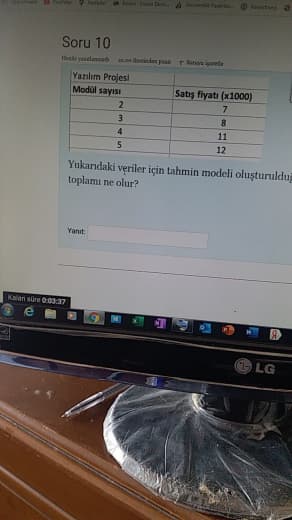 Soru 10
Yazılım Projesi
Modül sayısı Satış fiyatı (x1000)
2 7
3 8
4 11
5 12
Yukarıdaki veriler için tahmin modeli oluşturulduğ
toplamı ne olur?
Yanıt:
Kalan süre 0:03:37
LG